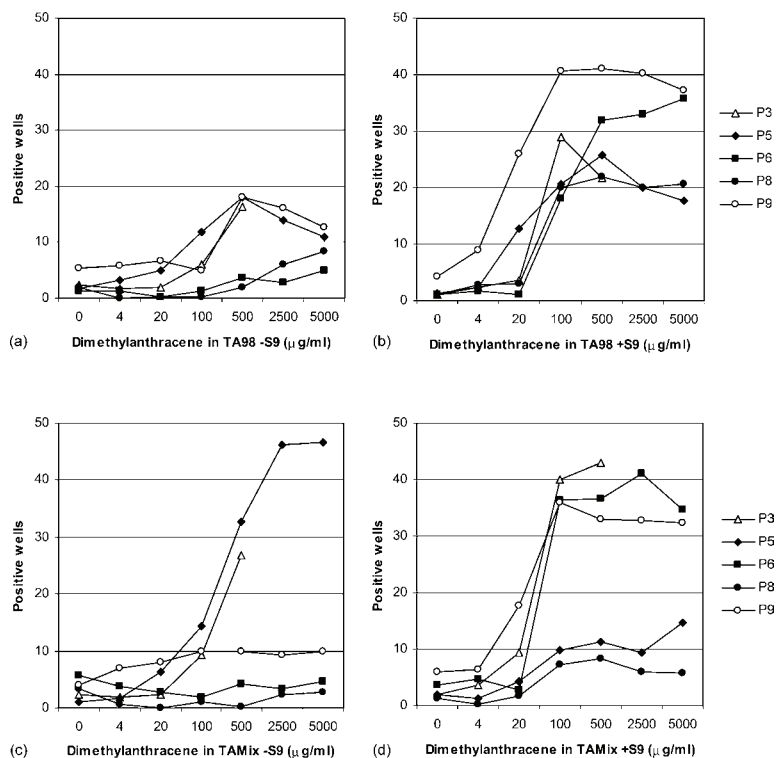 50
40
30
20
10
0
Positive wells
0 4 20 100 500 2500 5000
(a) Dimethylanthracene in TA98 -S9 (μg/ml)
50
40
30
20
10
0
Positive wells
0 4 20 100 500 2500 5000
(b) Dimethylanthracene in TA98 +S9 (μg/ml)
P3
P5
P6
P8
P9
50
40
30
20
10
0
Positive wells
0 4 20 100 500 2500 5000
(c) Dimethylanthracene in TAMix -S9 (μg/ml)
50
40
30
20
10
0
Positive wells
0 4 20 100 500 2500 5000
(d) Dimethylanthracene in TAMix +S9 (μg/ml)
P3
P5
P6
P8
P9